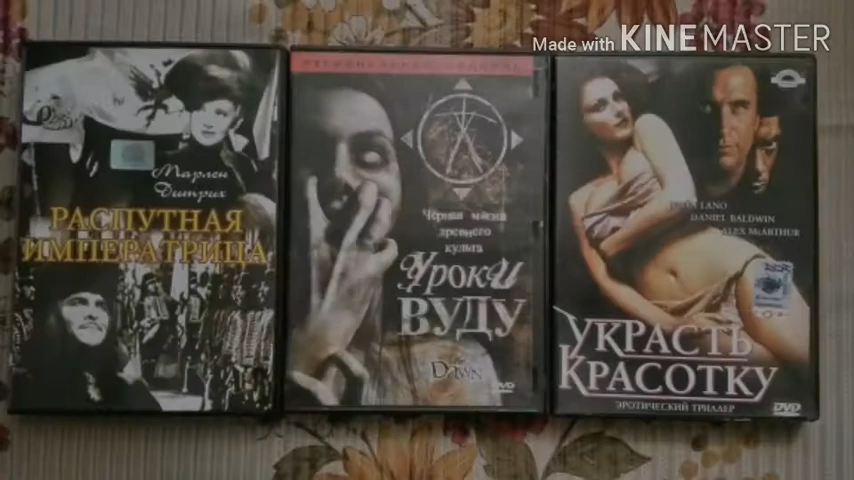 Made with KINEMASTER
Марлен
Дитрих
РАСПУТНАЯ
ИМПЕРАТРИЦА
Чёрная магия
древнего
культа
Уроки
ВУДУ
DAWN
DVD
LANO
DANIEL BALDWIN
ALEX McARTHUR
УКРАСТЬ
КРАСОТКУ
ЭРОТИЧЕСКИЙ ТРИЛЛЕР
DVD